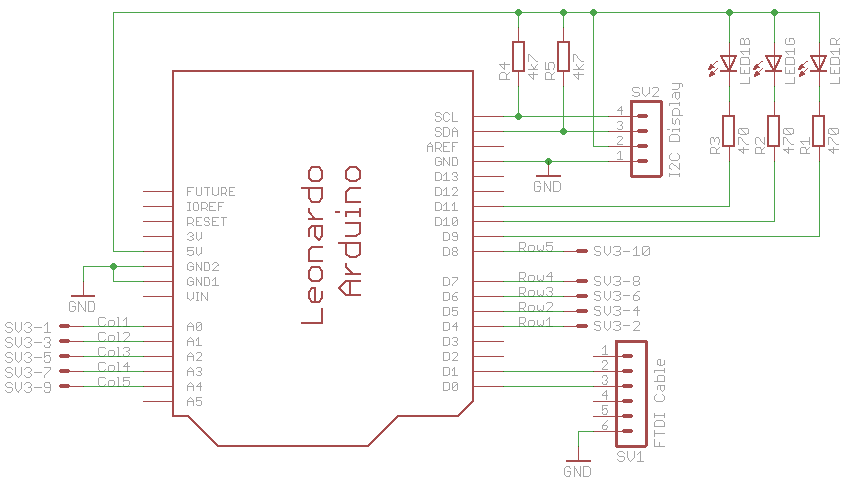 R4
4k7
R5
4k7
LED1B
LED1G
LED1R
SV2
4
3
2
1
I2C Display
R3
470
R2
470
R1
470
GND
Leonardo
Arduino
SCL
SDA
AREF
GND
D13
D12
D11
D10
D9
D8
D7
D6
D5
D4
D3
D2
D1
D0
FUTURE
IOREF
RESET
3V
5V
GND2
GND1
VIN
A0
A1
A2
A3
A4
A5
GND
SV3-1 Col1
SV3-3 Col2
SV3-5 Col3
SV3-7 Col4
SV3-9 Col5
Row5 SV3-10
Row4 SV3-8
Row3 SV3-6
Row2 SV3-4
Row1 SV3-2
1
2
3
4
5
6
FTDI Cable
SV1
GND